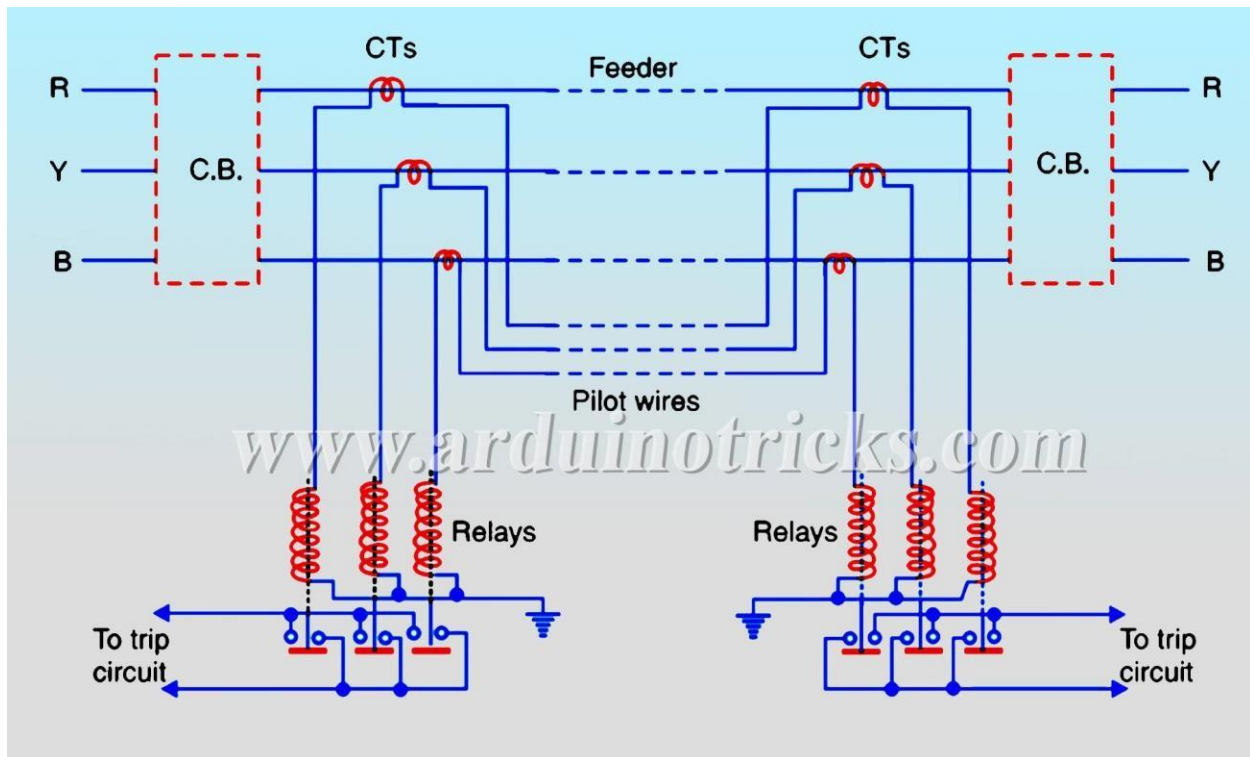 CTs
CTs
Feeder
R
R
Y
C.B.
C.B.
Y
B
B
Pilot wires
www.arduinotricks.com
Relays
Relays
To trip
circuit
To trip
circuit